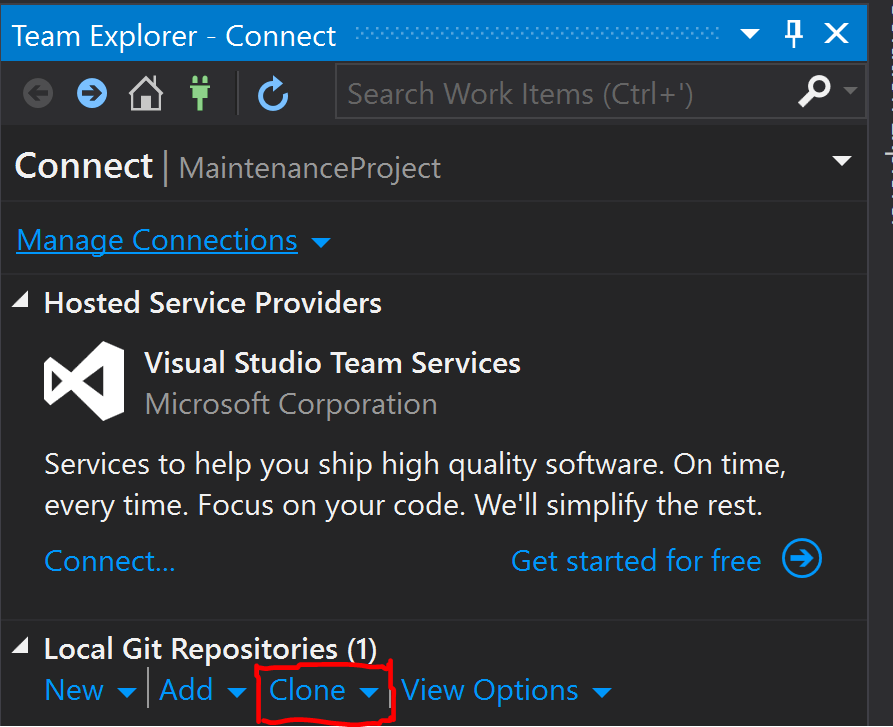 Team Explorer - Connect
Search Work Items (Ctrl+')
Connect | MaintenanceProject
Manage Connections
Hosted Service Providers
Visual Studio Team Services
Microsoft Corporation
Services to help you ship high quality software. On time,
every time. Focus on your code. We'll simplify the rest.
Connect... Get started for free
Local Git Repositories (1)
New | Add Clone | View Options